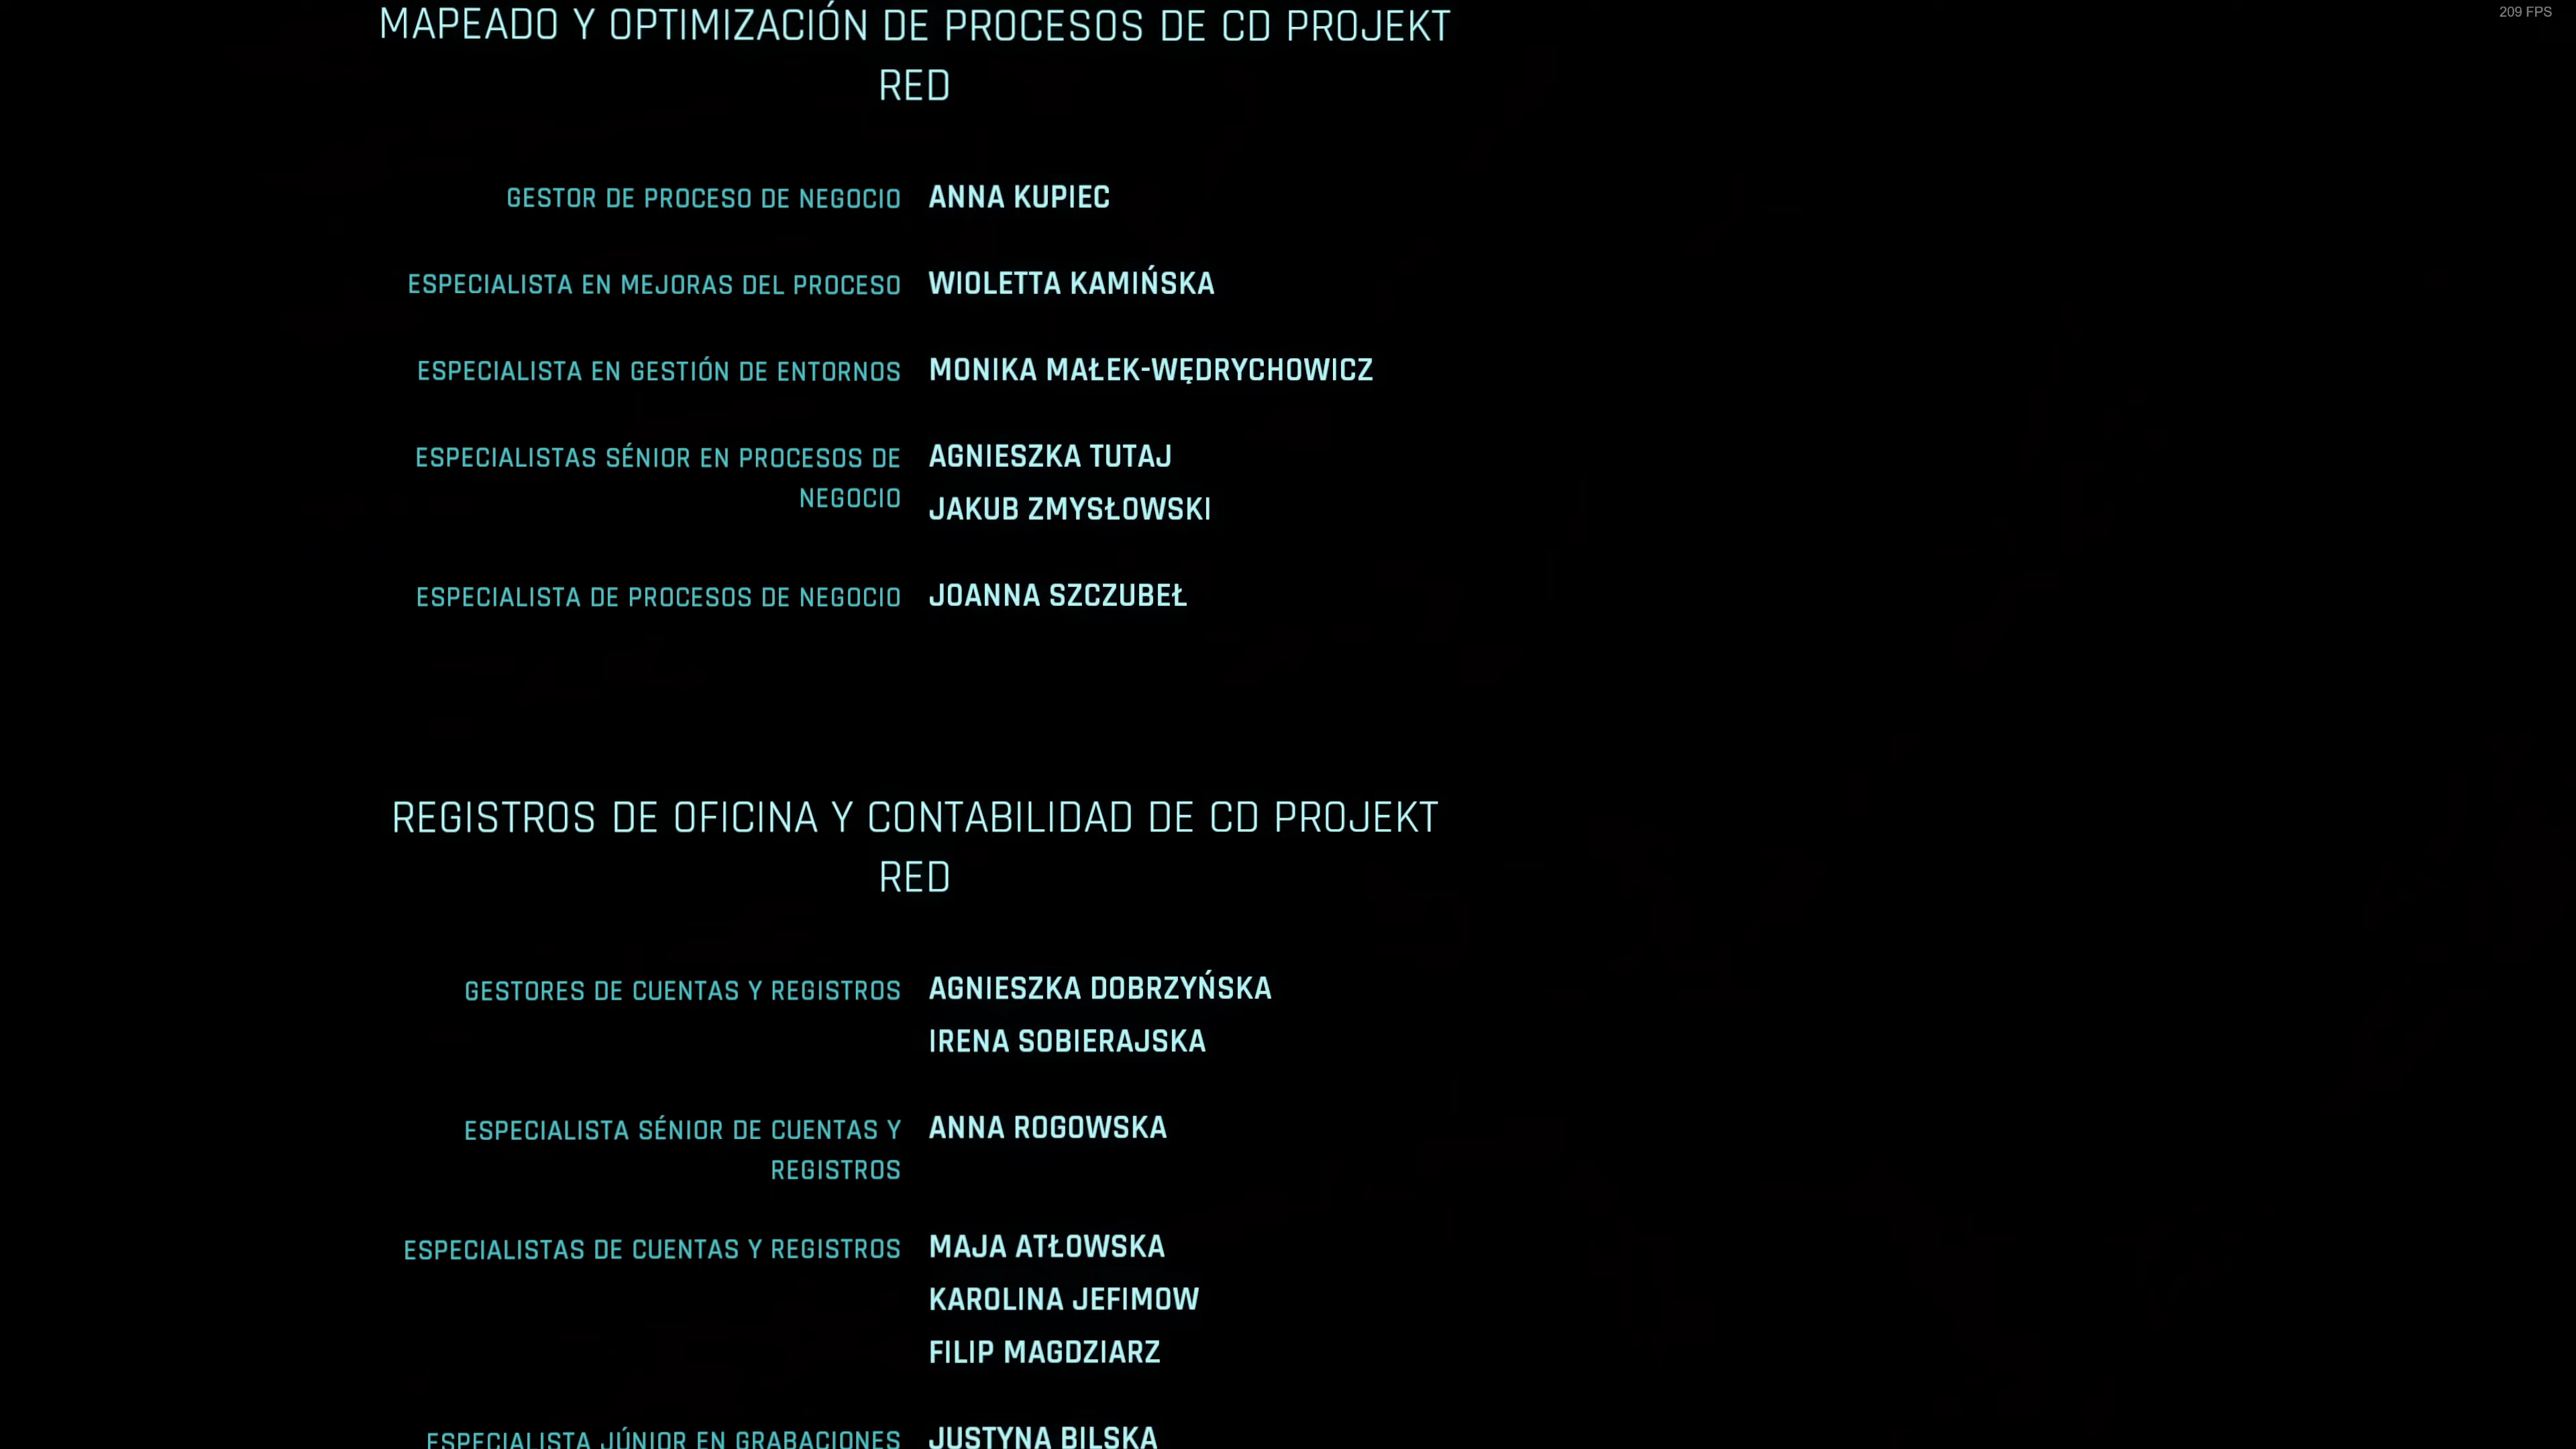 209 FPS
MAPEADO Y OPTIMIZACIÓN DE PROCESOS DE CD PROJEKT
RED
GESTOR DE PROCESO DE NEGOCIO ANNA KUPIEC
ESPECIALISTA EN MEJORAS DEL PROCESO WIOLETTA KAMIŃSKA
ESPECIALISTA EN GESTIÓN DE ENTORNOS MONIKA MAŁEK-WĘDRYCHOWICZ
ESPECIALISTAS SÉNIOR EN PROCESOS DE AGNIESZKA TUTAJ
NEGOCIO JAKUB ZMYSŁOWSKI
ESPECIALISTA DE PROCESOS DE NEGOCIO JOANNA SZCZUBEŁ
REGISTROS DE OFICINA Y CONTABILIDAD DE CD PROJEKT
RED
GESTORES DE CUENTAS Y REGISTROS AGNIESZKA DOBRZYŃSKA
IRENA SOBIERAJSKA
ESPECIALISTA SÉNIOR DE CUENTAS Y ANNA ROGOWSKA
REGISTROS
ESPECIALISTAS DE CUENTAS Y REGISTROS MAJA ATŁOWSKA
KAROLINA JEFIMOW
FILIP MAGDZIARZ
ESPECIALISTA JÚNIOR EN GRABACIONES JUSTYNA BILSKA